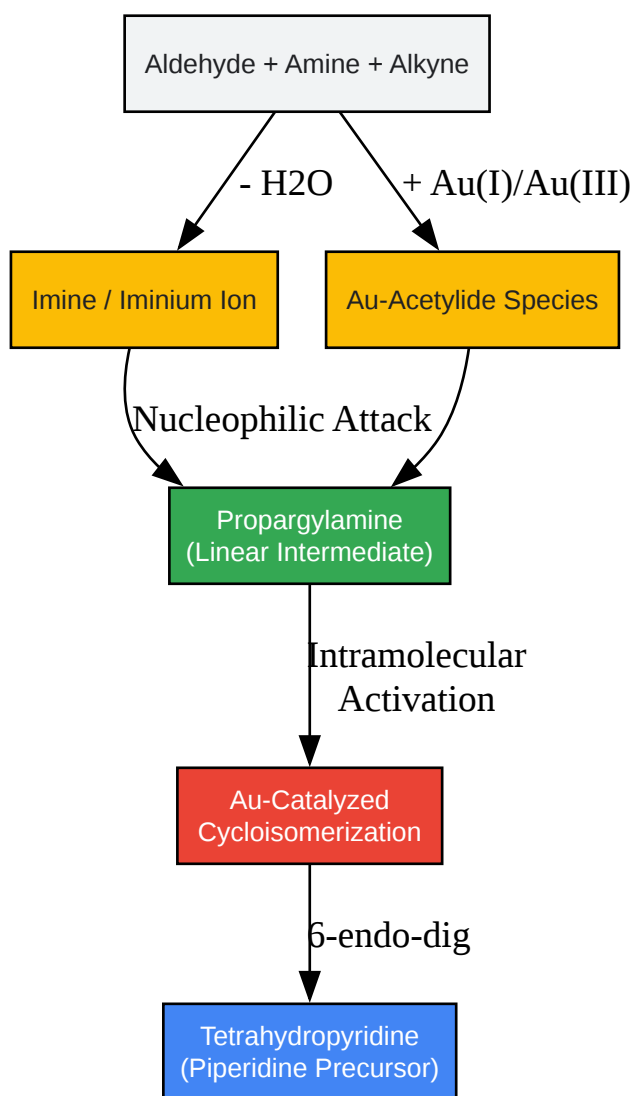 Aldehyde + Amine + Alkyne
- H2O
+ Au(I)/Au(III)
Imine / Iminium Ion
Au-Acetylide Species
Nucleophilic Attack
Propargylamine
(Linear Intermediate)
Intramolecular
Activation
Au-Catalyzed
Cycloisomerization
6-endo-dig
Tetrahydropyridine
(Piperidine Precursor)